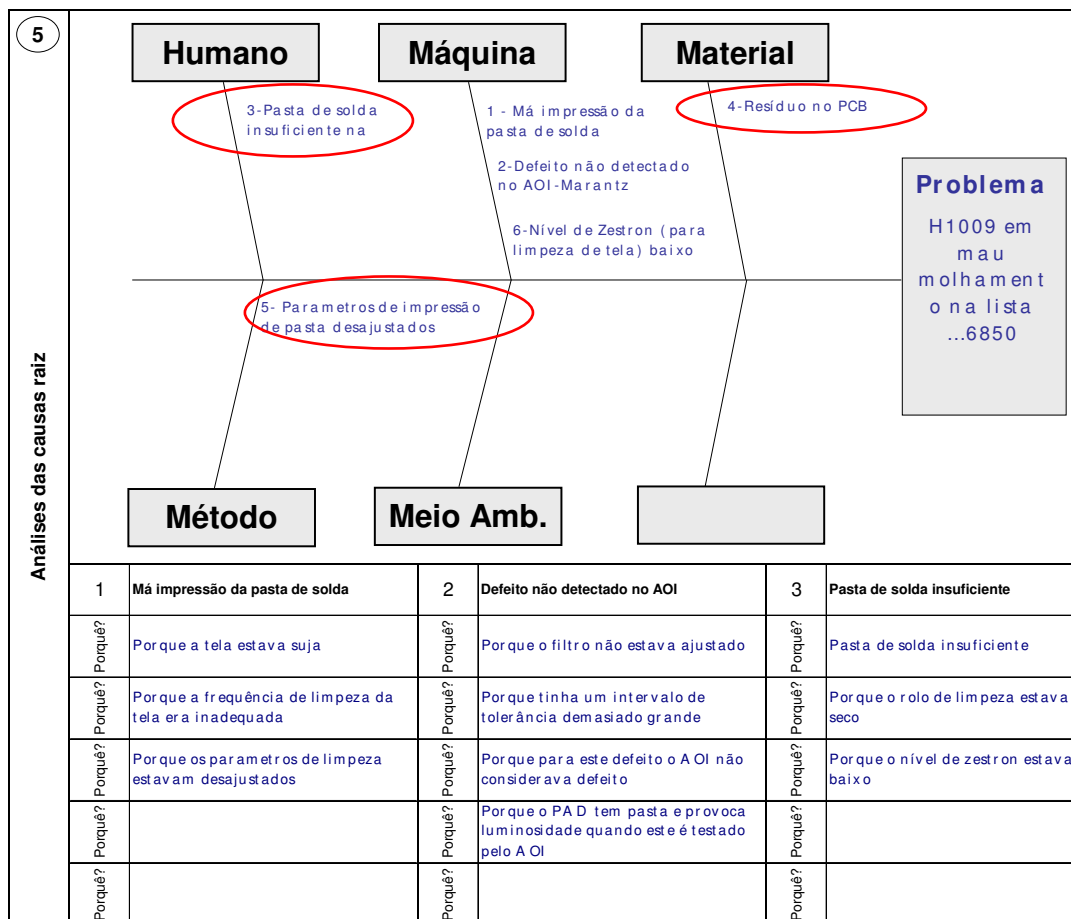 5
Humano
Máquina
Material
3-Pasta de solda
insuficiente na
1 - Má impressão da
pasta de solda
4-Resíduo no PCB
2-Defeito não detectado
no AOI-Marantz
6-Nível de Zestron (para
limpeza de tela) baixo
Problema
H1009 em
mau
molhament
o na lista
...6850
5- Parametros de impressão
de pasta desajustados
Método
Meio Amb.
Análises das causas raiz
1
Má impressão da pasta de solda
2
Defeito não detectado no AOI
3
Pasta de solda insuficiente
Porquê?
Porque a tela estava suja
Porquê?
Porque o filtro não estava ajustado
Porquê?
Pasta de solda insuficiente
Porquê?
Porque a frequência de limpeza da
tela era inadequada
Porquê?
Porque tinha um intervalo de
tolerância demasiado grande
Porquê?
Porque o rolo de limpeza estava
seco
Porquê?
Porque os parametros de limpeza
estavam desajustados
Porquê?
Porque para este defeito o AOI não
considerava defeito
Porquê?
Porque o nível de zestron estava
baixo
Porquê?
Porquê?
Porque o PAD tem pasta e provoca
luminosidade quando este é testado
pelo AOI
Porquê?
Porquê?
Porquê?
Porquê?